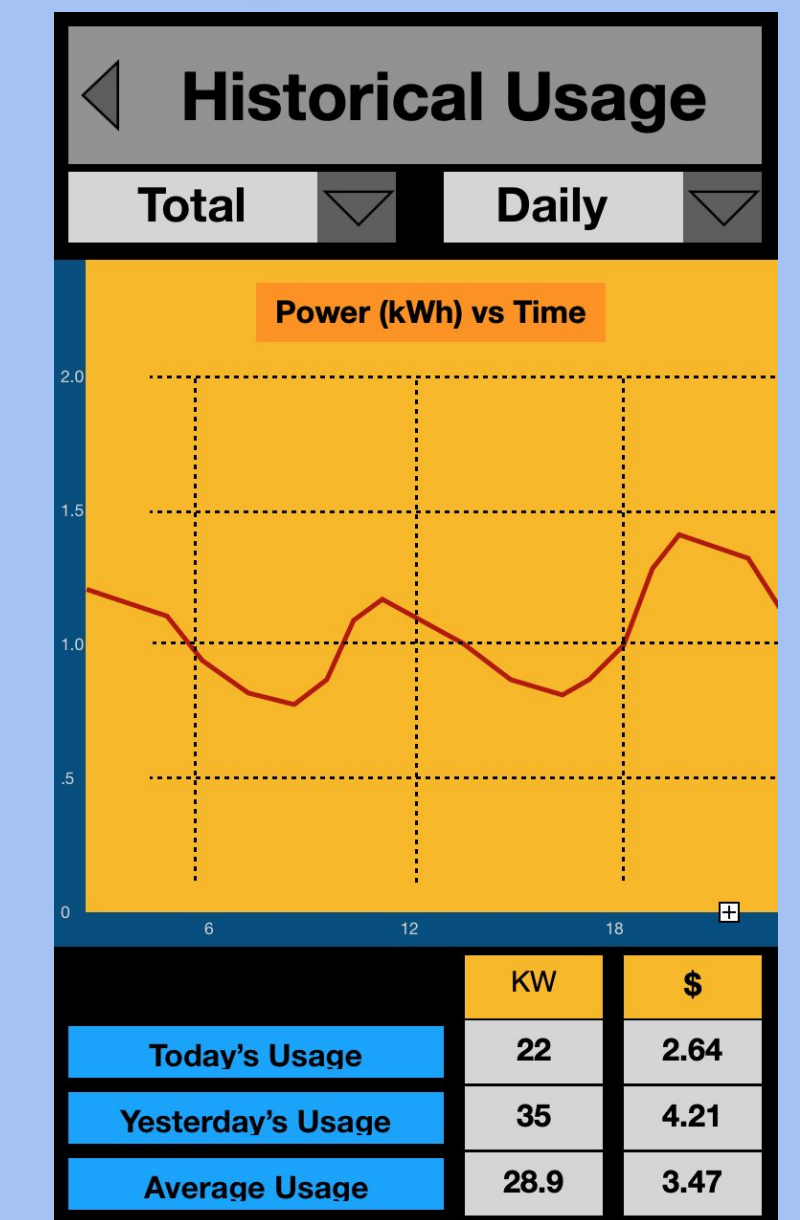 Historical Usage
Total Daily
Power (kWh) vs Time
2.0
1.5
1.0
.5
0
6 12 18
KW $
Today's Usage 22 2.64
Yesterday's Usage 35 4.21
Average Usage 28.9 3.47